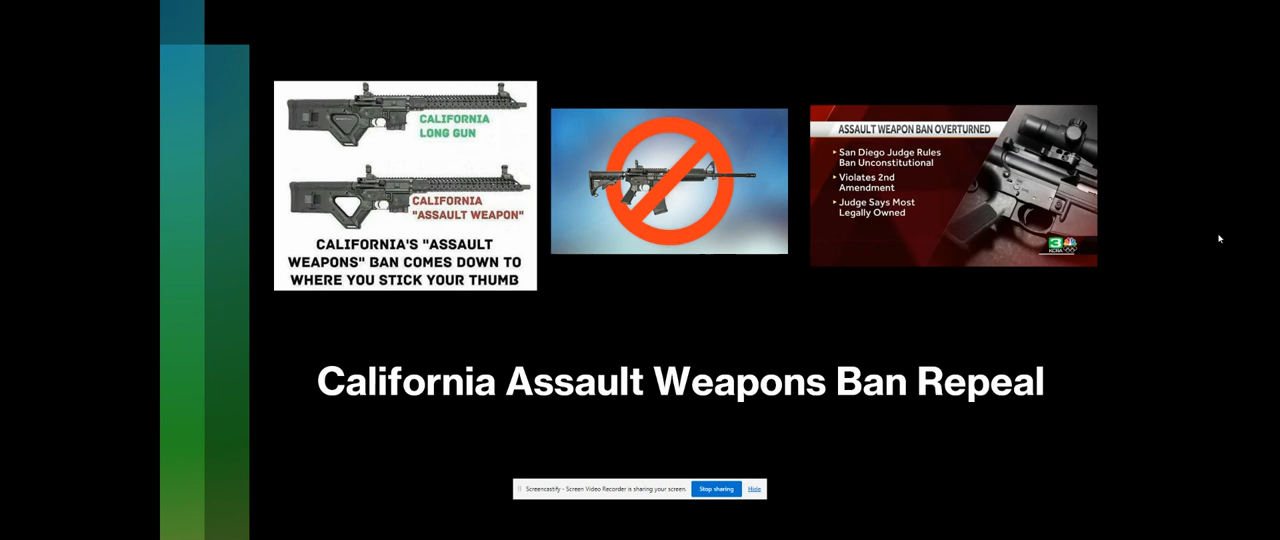 CALIFORNIA
LONG GUN
CALIFORNIA
"ASSAULT WEAPON"
CALIFORNIA'S "ASSAULT
WEAPONS" BAN COMES DOWN TO
WHERE YOU STICK YOUR THUMB
ASSAULT WEAPON BAN OVERTURNED
San Diego Judge Rules
Ban Unconstitutional
Violates 2nd
Amendment
Judge Says Most
Legally Owned
3
KCRA
California Assault Weapons Ban Repeal
Screencastify - Screen Video Recorder is sharing your screen. Stop sharing Hide